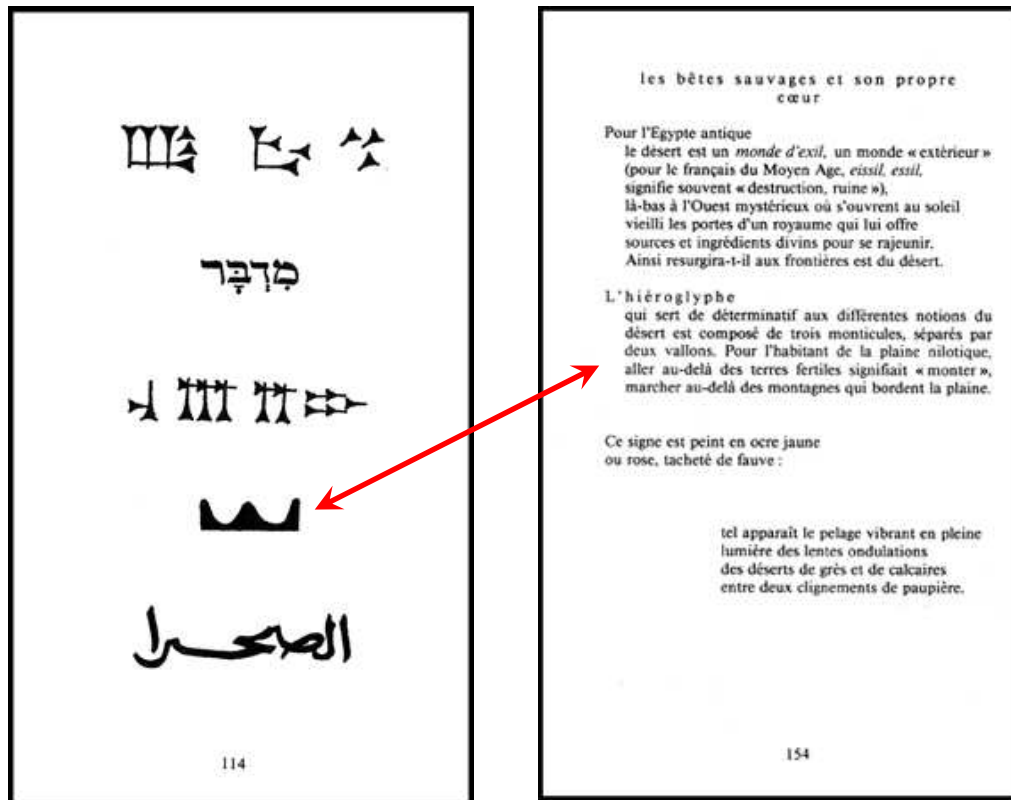 מִדְבָּר
الصحرا
114
les bêtes sauvages et son propre
cœur
Pour l'Egypte antique
le désert est un monde d'exil, un monde « extérieur »
(pour le français du Moyen Age, eissil, essil,
signifie souvent « destruction, ruine »),
là-bas à l'Ouest mystérieux où s'ouvrent au soleil
vieilli les portes d'un royaume qui lui offre
sources et ingrédients divins pour se rajeunir.
Ainsi resurgira-t-il aux frontières est du désert.
L'hiéroglyphe
qui sert de déterminatif aux différentes notions du
désert est composé de trois monticules, séparés par
deux vallons. Pour l'habitant de la plaine nilotique,
aller au-delà des terres fertiles signifiait « monter »,
marcher au-delà des montagnes qui bordent la plaine.
Ce signe est peint en ocre jaune
ou rose, tacheté de fauve :
tel apparaît le pelage vibrant en pleine
lumière des lentes ondulations
des déserts de grès et de calcaires
entre deux clignements de paupière.
154